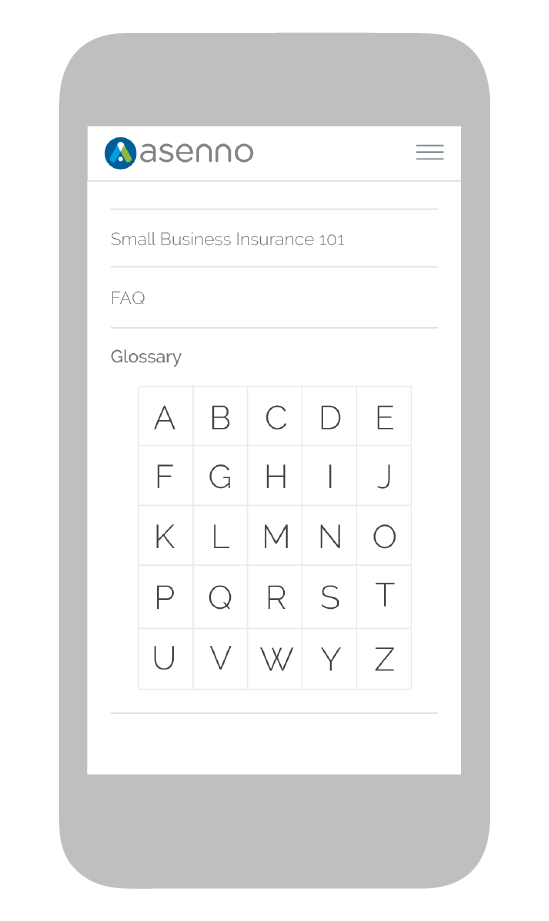 asenno
Small Business Insurance 101
FAQ
Glossary
A B C D E
F G H I J
K L M N O
P Q R S T
U V W Y Z